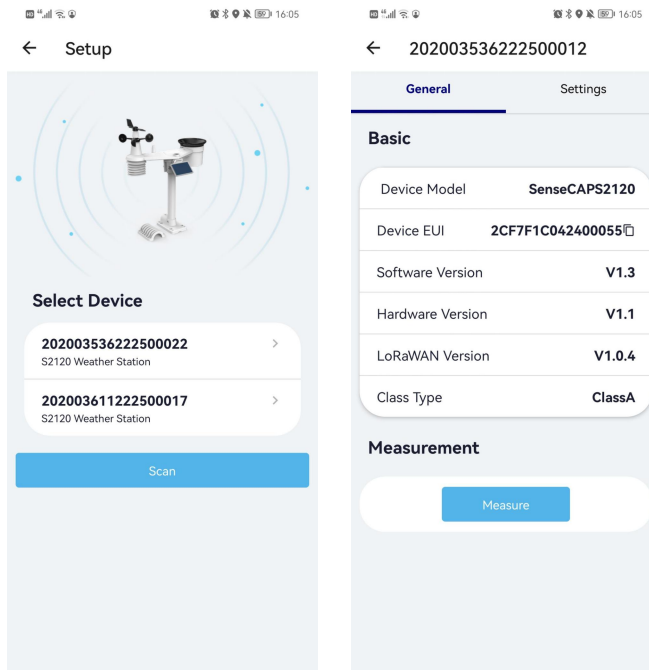 16:05
Setup
Select Device
202003536222500022
S2120 Weather Station
202003611222500017
S2120 Weather Station
Scan
16:05
202003536222500012
General Settings
Basic
Device Model SenseCAPS2120
Device EUI 2CF7F1C042400055
Software Version V1.3
Hardware Version V1.1
LoRaWAN Version V1.0.4
Class Type ClassA
Measurement
Measure